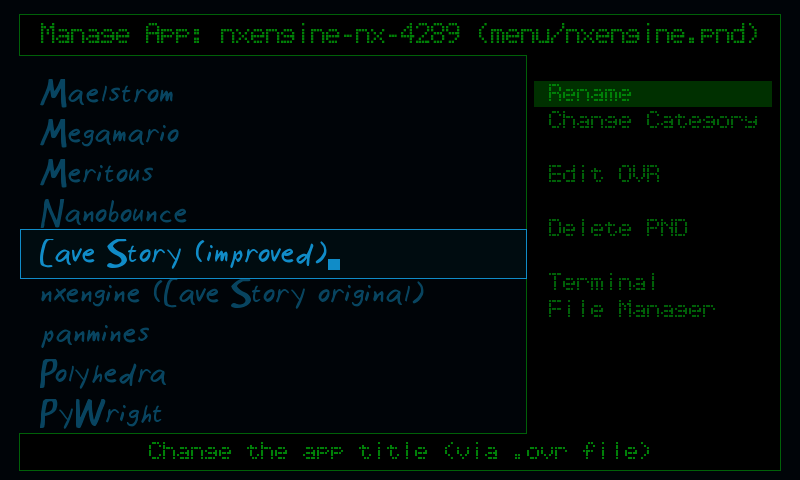 Manage App: nxengine-nx-4289 (menu/nxengine.pnd)
Maelstrom
Megamario
Meritous
Nanobounce
Cave Story (improved)
nxengine (Cave Story original)
panmines
Polyhedra
PyWright
Rename
Change Category
Edit OVR
Delete PND
Terminal
File Manager
Change the app title (via .ovr file)